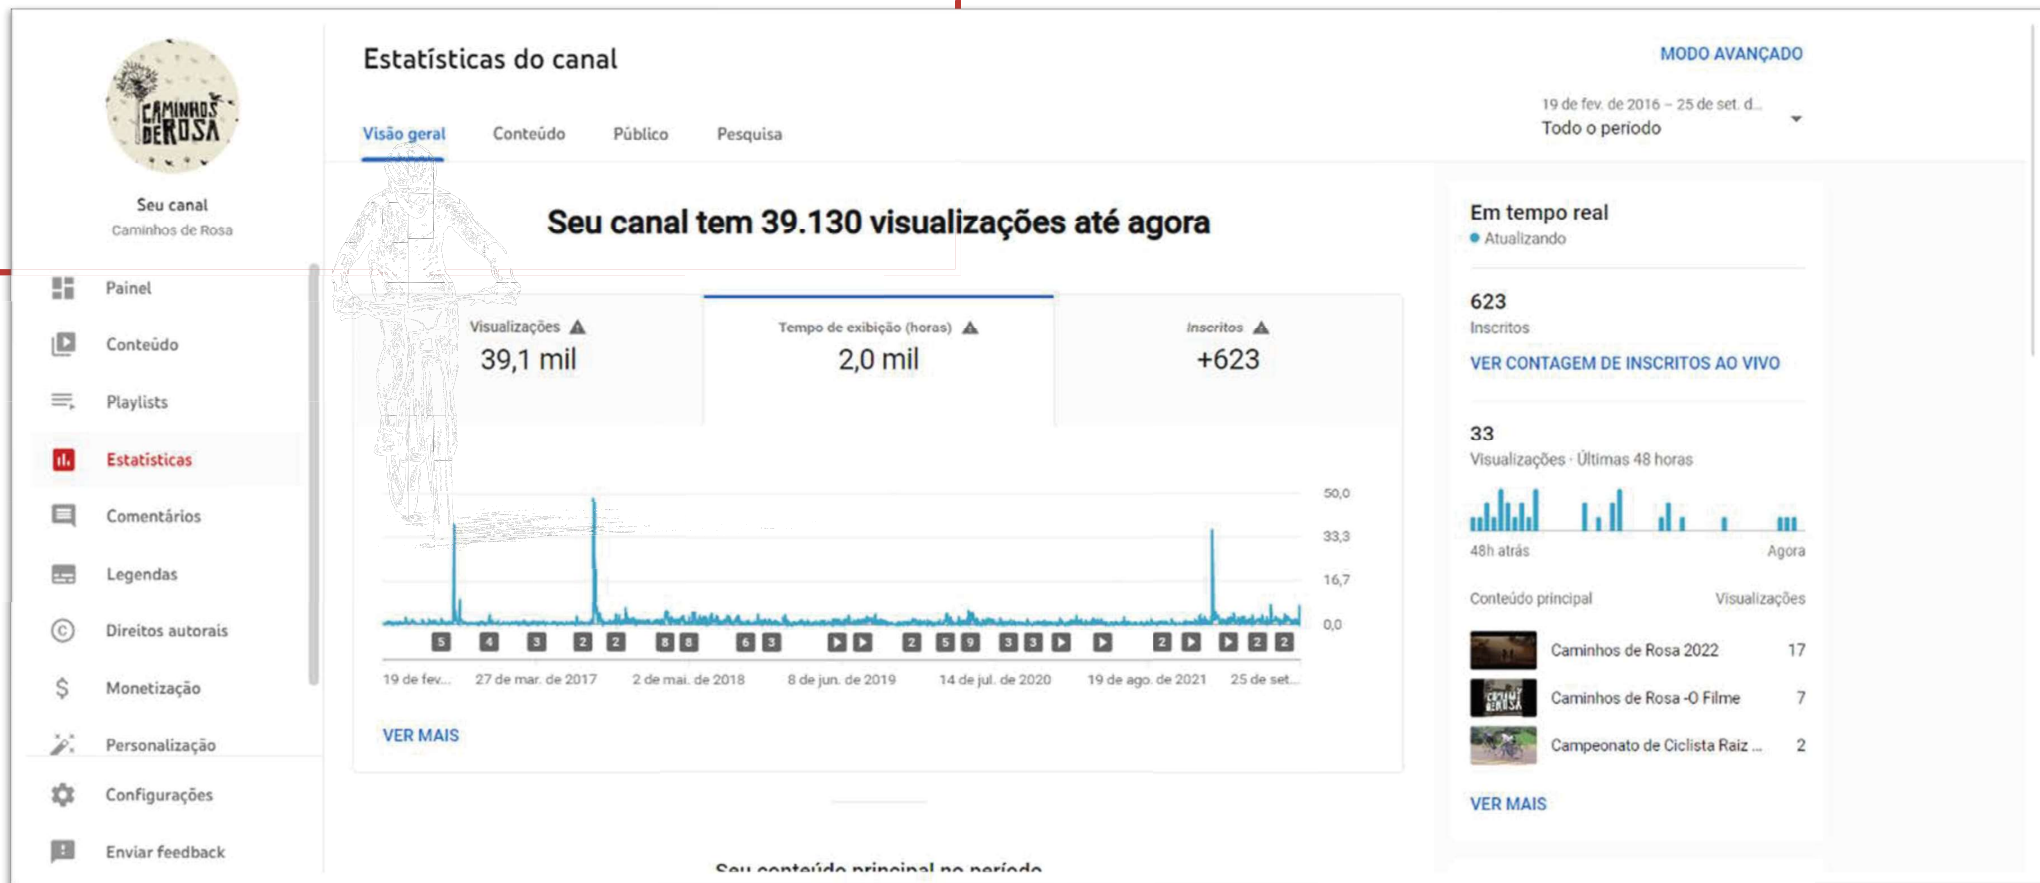 CAMINHOS
DE ROSA
Seu canal
Caminhos de Rosa
Painel
Conteúdo
Playlists
Estatísticas
Comentários
Legendas
Direitos autorais
Monetização
Personalização
Configurações
Enviar feedback
Estatísticas do canal
MODO AVANÇADO
Visão geral
Conteúdo
Público
Pesquisa
19 de fev. de 2016 – 25 de set. d...
Todo o período
Seu canal tem 39.130 visualizações até agora
Visualizações
39,1 mil
Tempo de exibição (horas)
2,0 mil
Inscritos
+623
50,0
33,3
16,7
0,0
5 4 3 2 2 8 8 6 3 2 5 9 3 3 2 2 2
19 de fev... 27 de mar. de 2017 2 de mai. de 2018 8 de jun. de 2019 14 de jul. de 2020 19 de ago. de 2021 25 de set...
VER MAIS
Seu conteúdo principal no período
Em tempo real
Atualizando
623
Inscritos
VER CONTAGEM DE INSCRITOS AO VIVO
33
Visualizações · Últimas 48 horas
48h atrás Agora
Conteúdo principal Visualizações
Caminhos de Rosa 2022 17
CAMINHOS
DE ROSA
Caminhos de Rosa -O Filme 7
Campeonato de Ciclista Raiz ... 2
VER MAIS